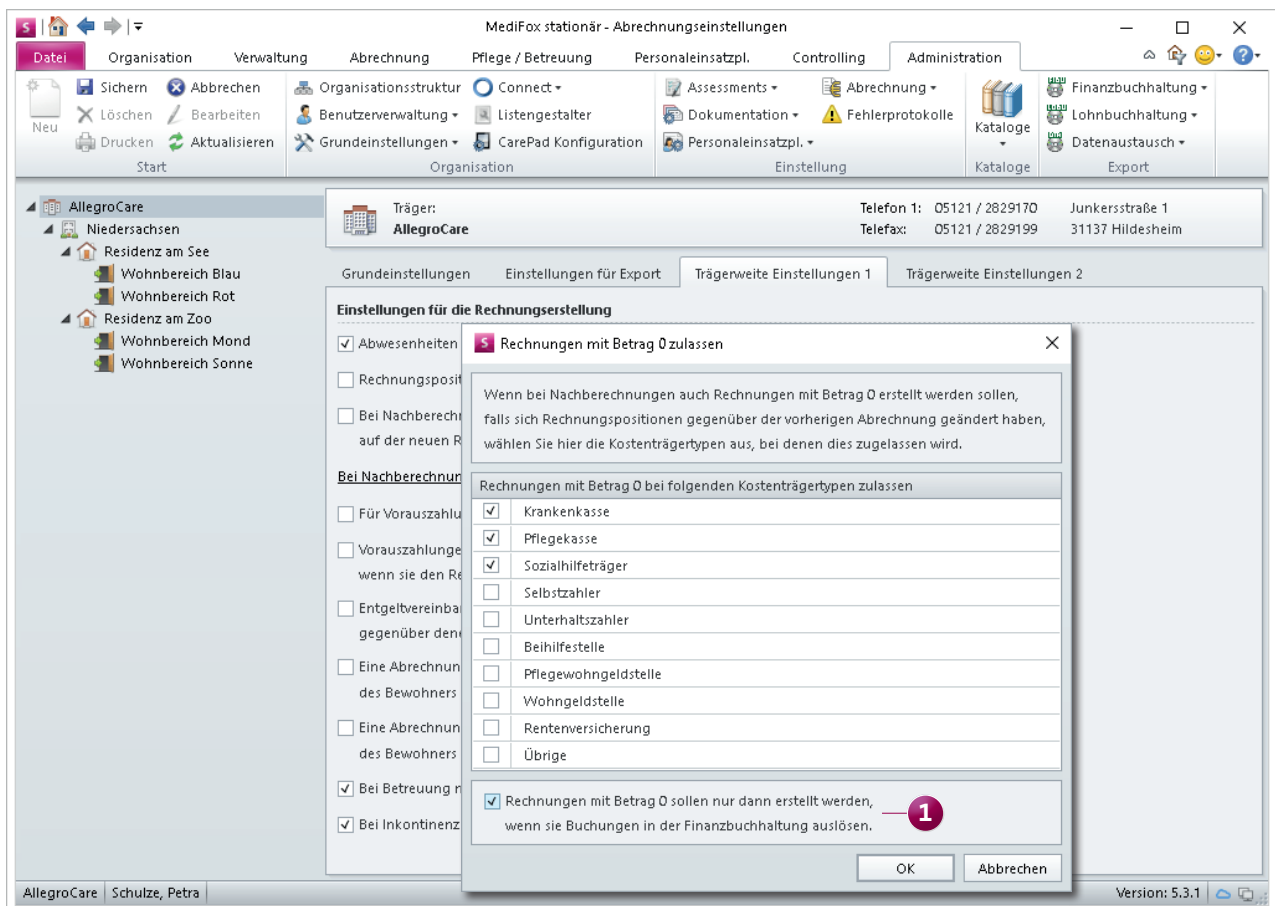 S
MediFox stationär - Abrechnungseinstellungen
Datei Organisation Verwaltung Abrechnung Pflege / Betreuung Personaleinsatzpl. Controlling Administration
Neu
Sichern Abbrechen
Löschen Bearbeiten
Drucken Aktualisieren
Start
Organisationsstruktur Connect
Benutzerverwaltung Listengestalter
Grundeinstellungen CarePad Konfiguration
Organisation
Assessments Abrechnung
Dokumentation Fehlerprotokolle
Personaleinsatzpl.
Einstellung
Kataloge
Kataloge
Finanzbuchhaltung
Lohnbuchhaltung
Datenaustausch
Export
AllegroCare
Niedersachsen
Residenz am See
Wohnbereich Blau
Wohnbereich Rot
Residenz am Zoo
Wohnbereich Mond
Wohnbereich Sonne
Träger:
AllegroCare
Telefon 1: 05121 / 2829170 Junkersstraße 1
Telefax: 05121 / 2829199 31137 Hildesheim
Grundeinstellungen Einstellungen für Export Trägerweite Einstellungen 1 Trägerweite Einstellungen 2
Einstellungen für die Rechnungserstellung
Abwesenheiten
Rechnungsposit
Bei Nachberechn
auf der neuen R
Bei Nachberechnun
Für Vorauszahlu
Vorauszahlunge
wenn sie den Re
Entgeltvereinba
gegenüber dene
Eine Abrechnun
des Bewohners
Eine Abrechnun
des Bewohners
Bei Betreuung n
Bei Inkontinenz
S Rechnungen mit Betrag 0 zulassen
Wenn bei Nachberechnungen auch Rechnungen mit Betrag 0 erstellt werden sollen,
falls sich Rechnungspositionen gegenüber der vorherigen Abrechnung geändert haben,
wählen Sie hier die Kostenträgertypen aus, bei denen dies zugelassen wird.
Rechnungen mit Betrag 0 bei folgenden Kostenträgertypen zulassen
Krankenkasse
Pflegekasse
Sozialhilfeträger
Selbstzahler
Unterhaltszahler
Beihilfestelle
Pflegewohngeldstelle
Wohngeldstelle
Rentenversicherung
Übrige
Rechnungen mit Betrag 0 sollen nur dann erstellt werden,
wenn sie Buchungen in der Finanzbuchhaltung auslösen.
1
OK Abbrechen
AllegroCare Schulze, Petra Version: 5.3.1